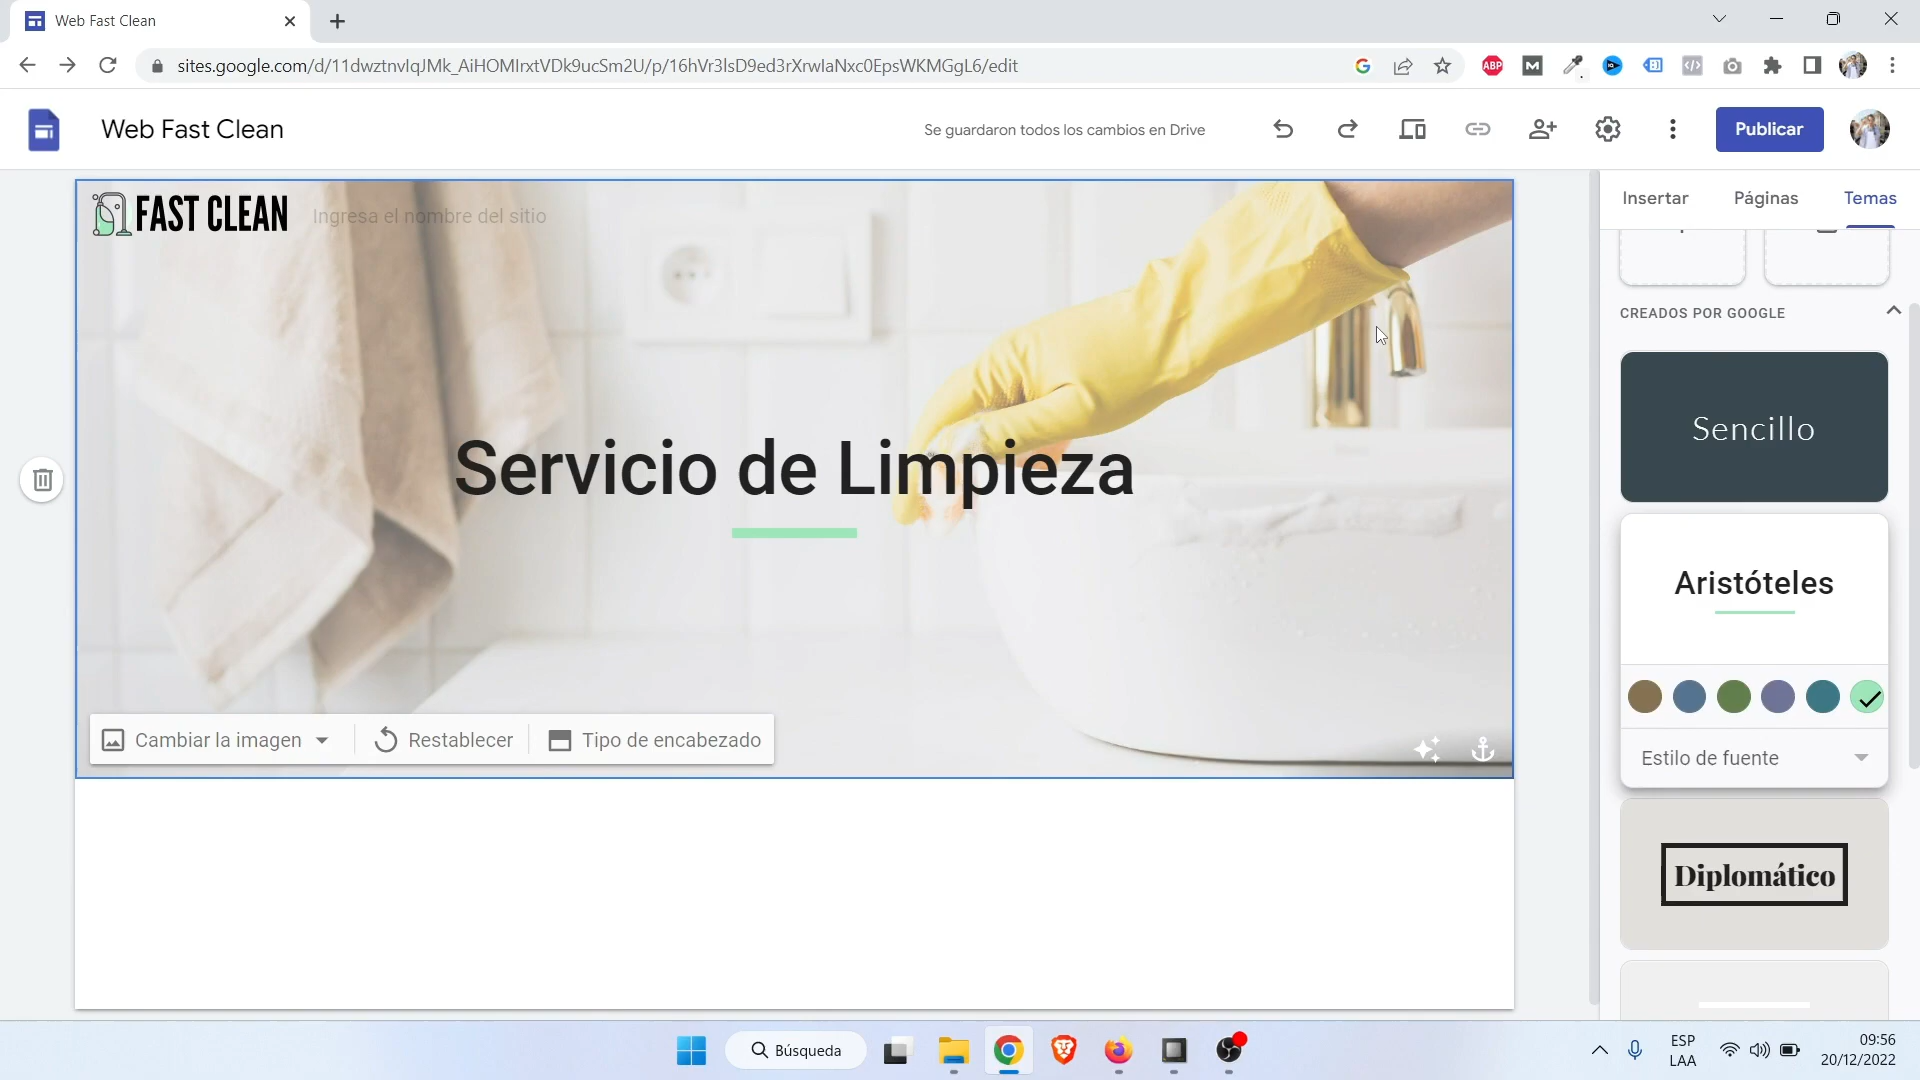 Web Fast Clean
sites.google.com/d/11dwztnvlqJMk_AiHOMIrxtVDk9ucSm2U/p/16hVr3lsD9ed3rXrwlaNxc0EpsWKMGgL6/edit
ABP
Web Fast Clean
Se guardaron todos los cambios en Drive
Publicar
FAST CLEAN
Ingresa el nombre del sitio
Servicio de Limpieza
Cambiar la imagen
Restablecer
Tipo de encabezado
Insertar
Páginas
Temas
CREADOS POR GOOGLE
Sencillo
Aristóteles
Estilo de fuente
Diplomático
Búsqueda
ESP
LAA
09:56
20/12/2022